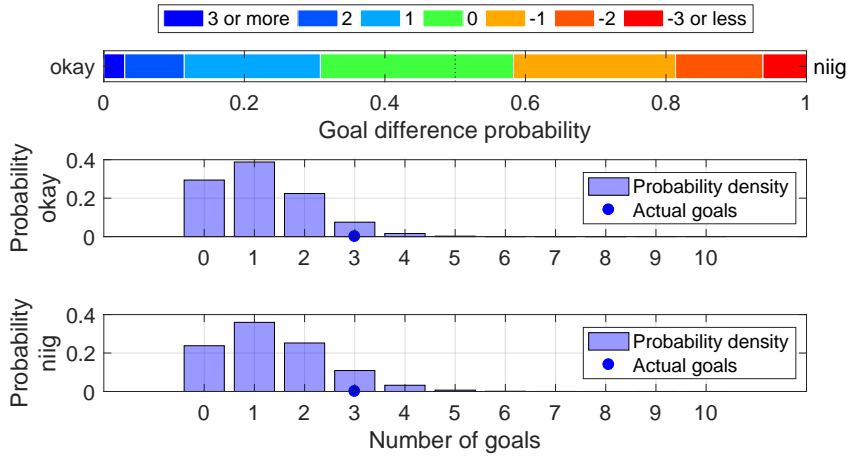 3 or more 2 1 0 -1 -2 -3 or less
okay niig
0 0.2 0.4 0.6 0.8 1
Goal difference probability
Probability
okay
0.4
0.2
0
Probability density
Actual goals
0 1 2 3 4 5 6 7 8 9 10
Probability
niig
0.4
0.2
0
Probability density
Actual goals
0 1 2 3 4 5 6 7 8 9 10
Number of goals